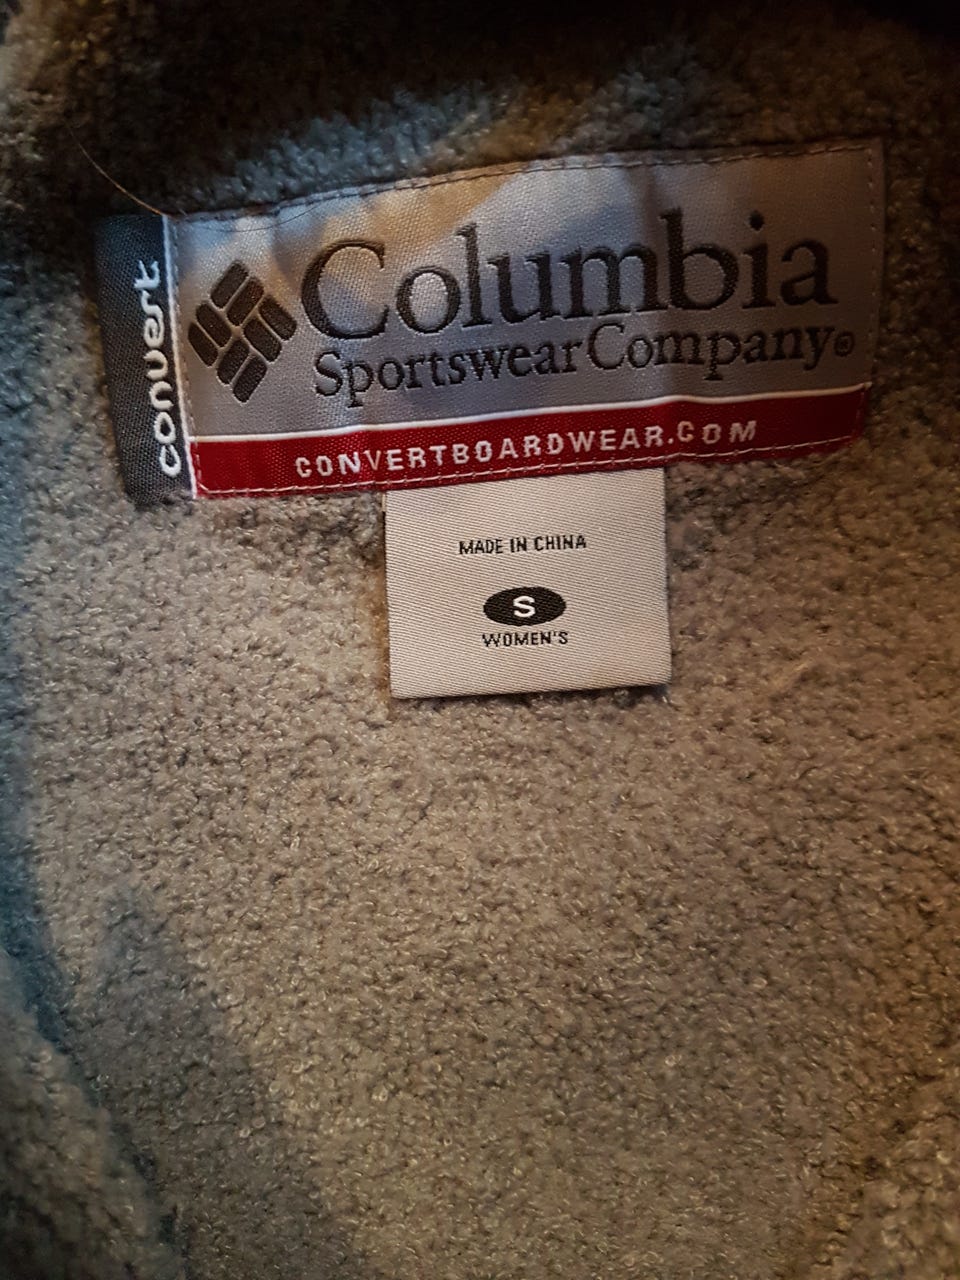 convert
Columbia
Sportswear Company®
CONVERTBOARDWEAR.COM
MADE IN CHINA
S
WOMEN'S